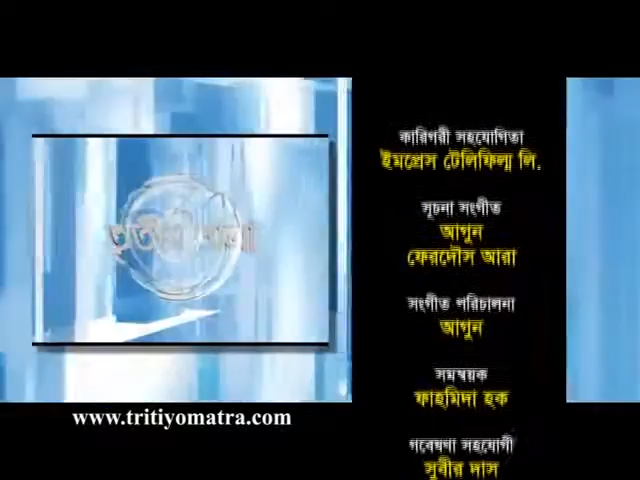 তৃতীয় মাত্রা
www.tritiyomatra.com
কারিগরী সহযোগিতা
ইমপ্রেস টেলিফিল্ম লি.
সূচনা সংগীত
আগুন
ফেরদৌস আরা
সংগীত পরিচালনা
আগুন
সমন্বয়ক
ফাহমিদা হক
গবেষণা সহযোগী
সুবীর দাস